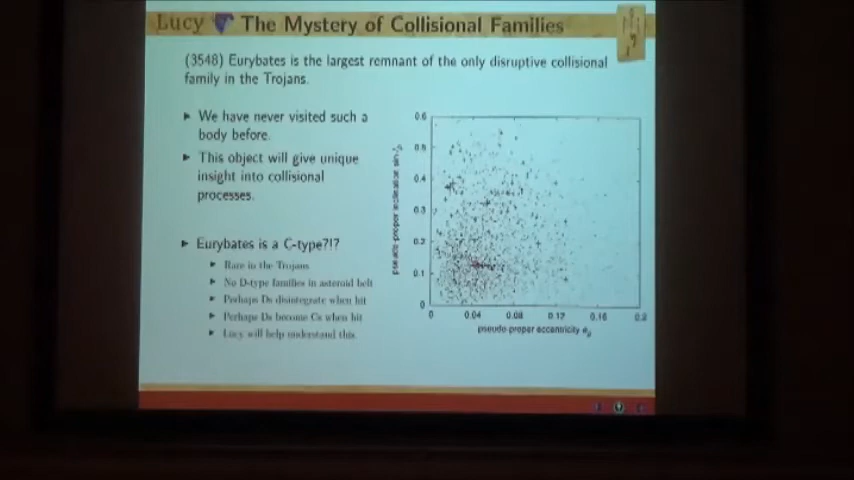 Lucy The Mystery of Collisional Families
(3548) Eurybates is the largest remnant of the only disruptive collisional
family in the Trojans.
► We have never visited such a
body before.
► This object will give unique
insight into collisional
processes.
► Eurybates is a C-type?!?
► Rare in the Trojans
► No D-type families in asteroid belt
► Perhaps Ds disintegrate when hit
► Perhaps Ds become Cs when hit
► Lucy will help understand this.
0.6
0.5
0.4
0.3
0.2
0.1
0
pseudo-proper inclination sin
0 0.04 0.08 0.12 0.16 0.2
pseudo-proper eccentricity